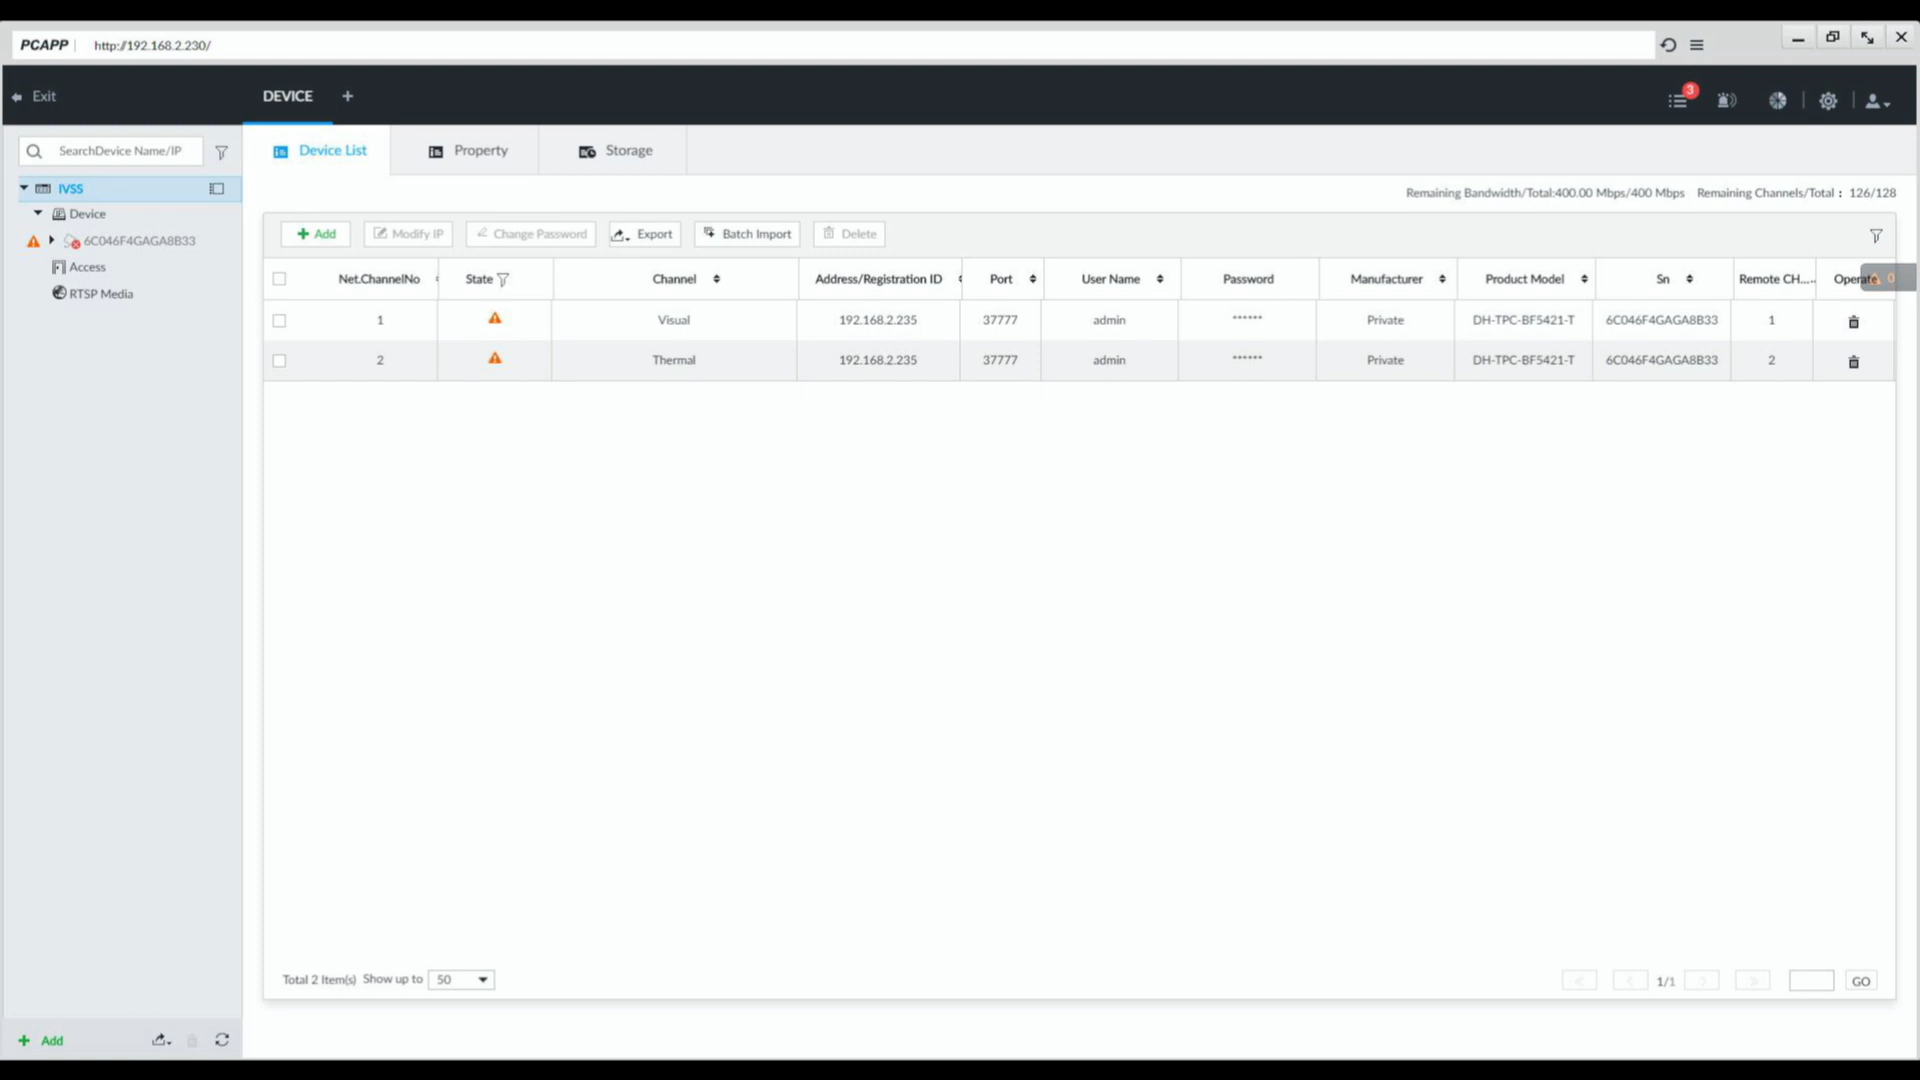 PCAPP http://192.168.2.230/
Exit DEVICE + 3
SearchDevice Name/IP Device List Property Storage
IVSS
Remaining Bandwidth/Total:400.00 Mbps/400 Mbps Remaining Channels/Total : 126/128
Device
+ Add Modify IP Change Password Export Batch Import Delete
6C046F4GAGA8B33
Access
RTSP Media
Net.ChannelNo State Channel Address/Registration ID Port User Name Password Manufacturer Product Model Sn Remote CH.... Operate 0
1 Visual 192.168.2.235 37777 admin ****** Private DH-TPC-BF5421-T 6C046F4GAGA8B33 1
2 Thermal 192.168.2.235 37777 admin ****** Private DH-TPC-BF5421-T 6C046F4GAGA8B33 2
Total 2 Item(s) Show up to 50 1/1 GO
+ Add